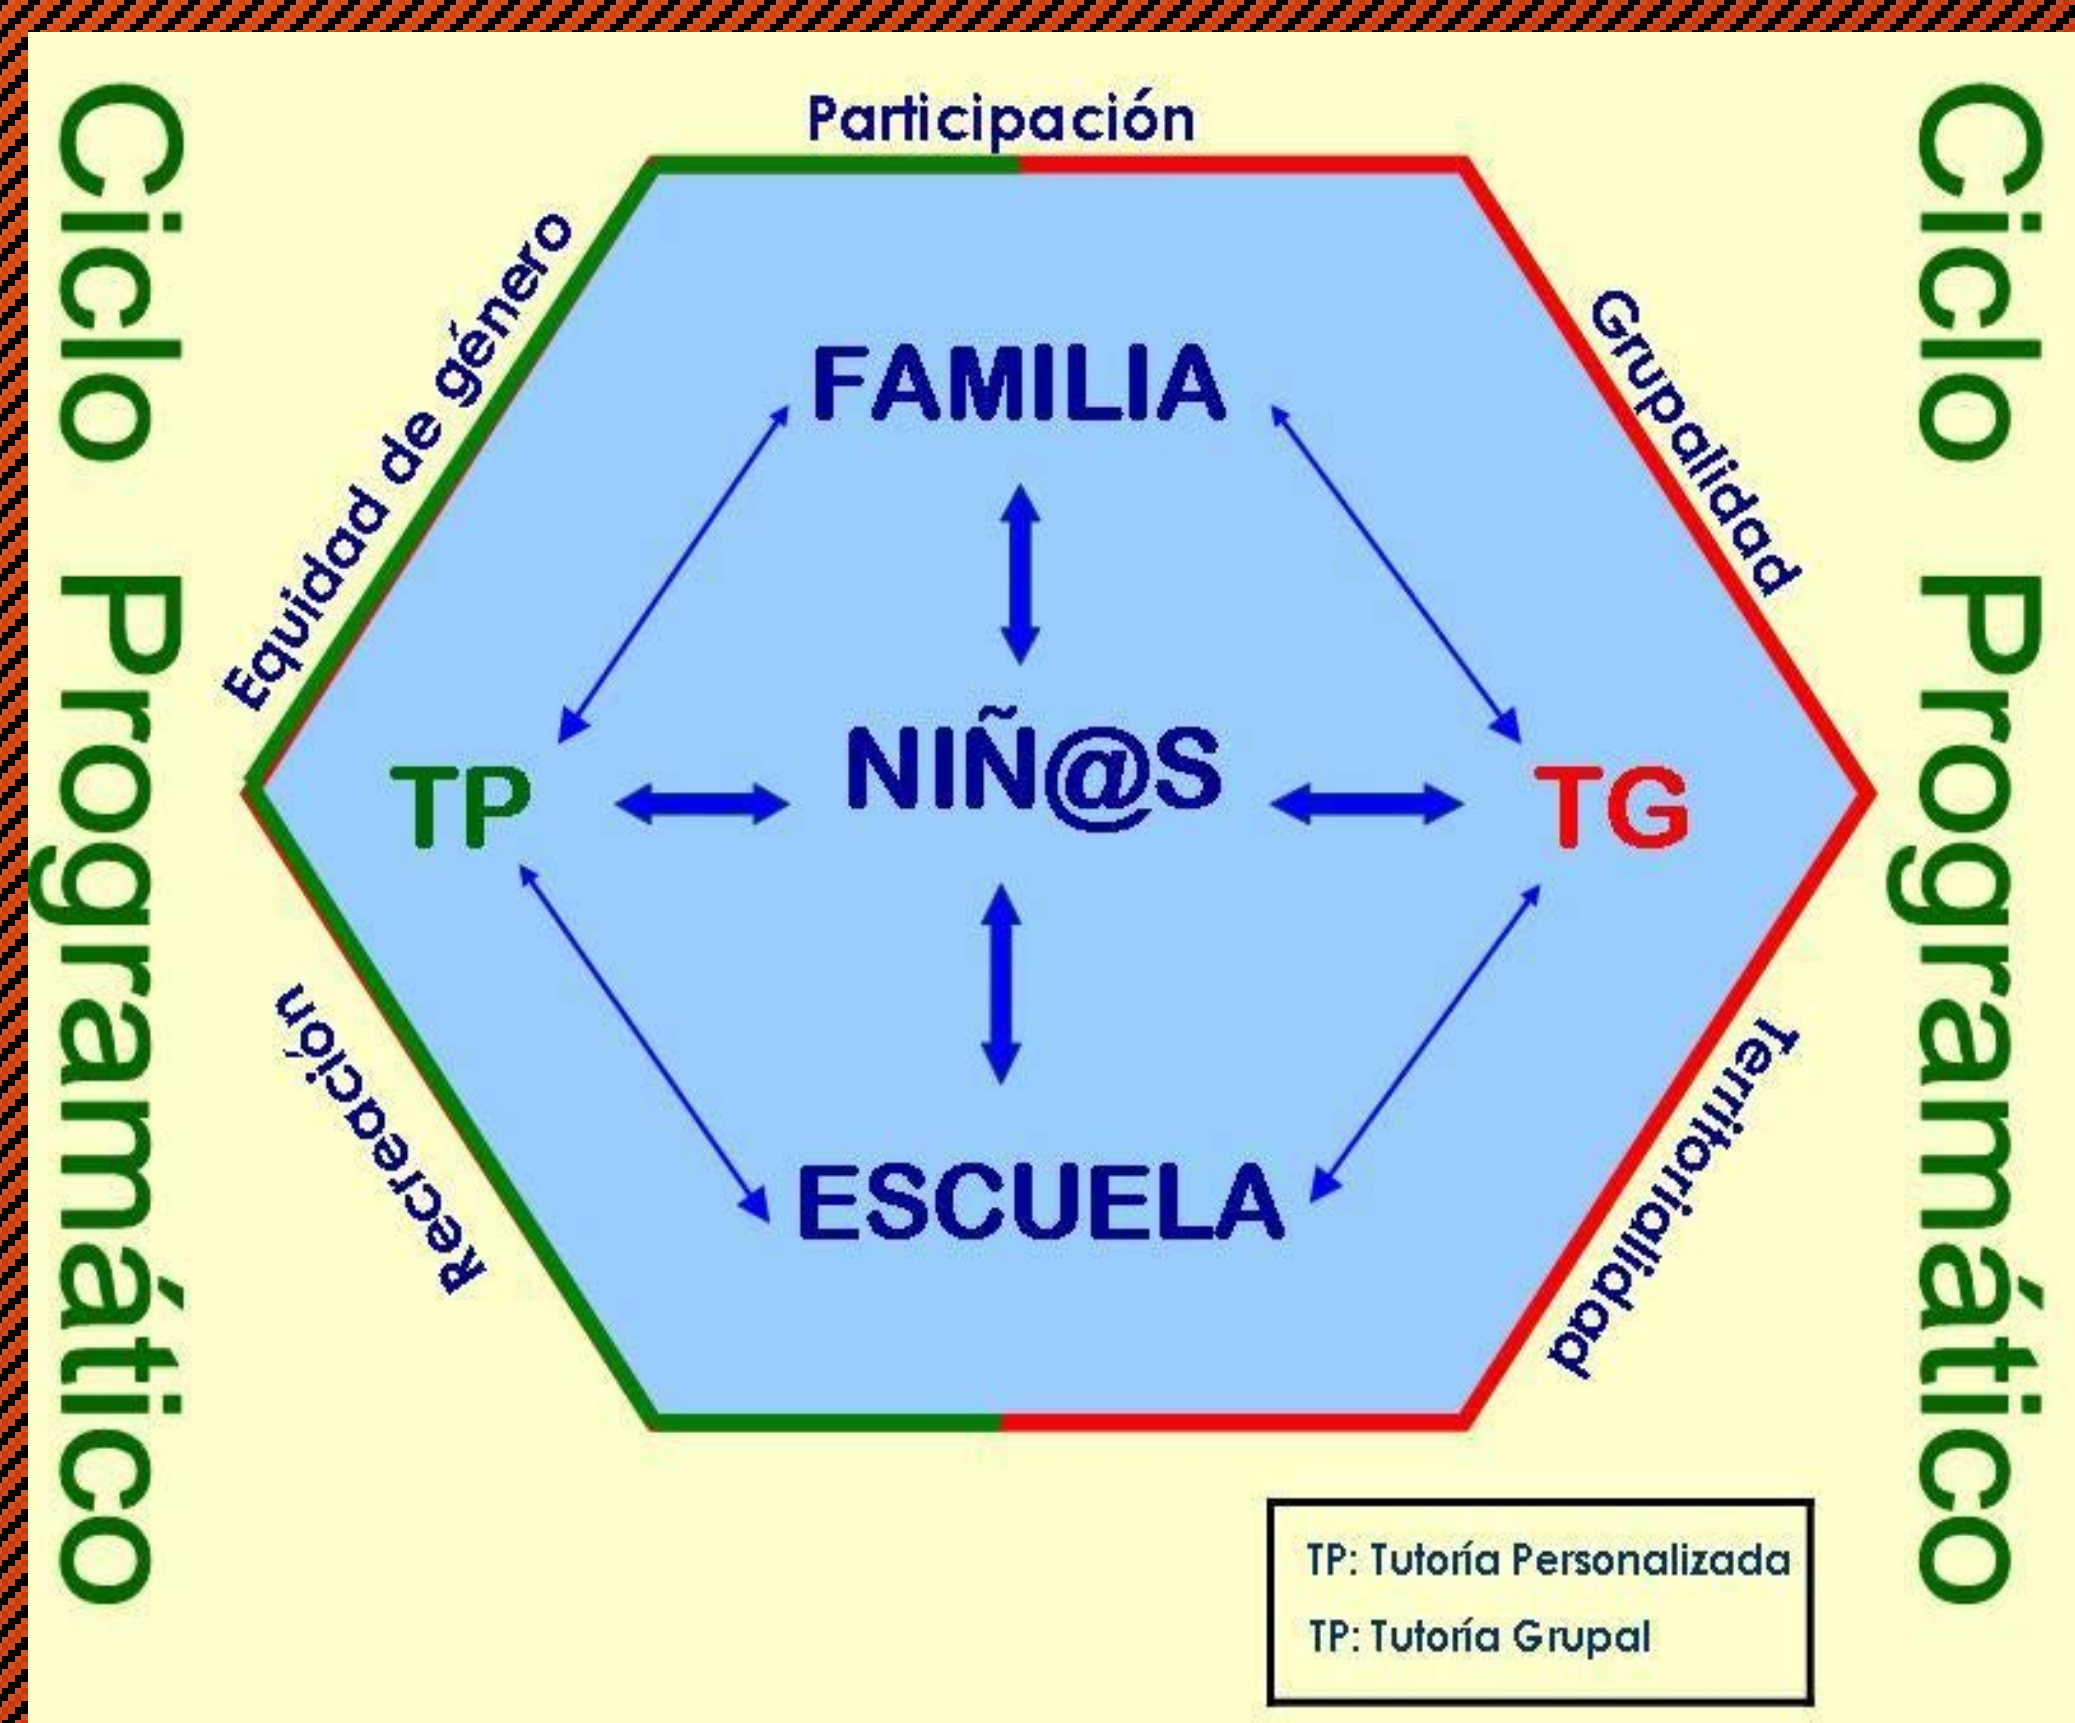 Ciclo Programático
Participación
Equidad de género
Grupalidad
FAMILIA
NIÑ@S
TP
TG
ESCUELA
Recreación
Territorialidad
Ciclo Programático
TP: Tutoría Personalizada
TP: Tutoría Grupal